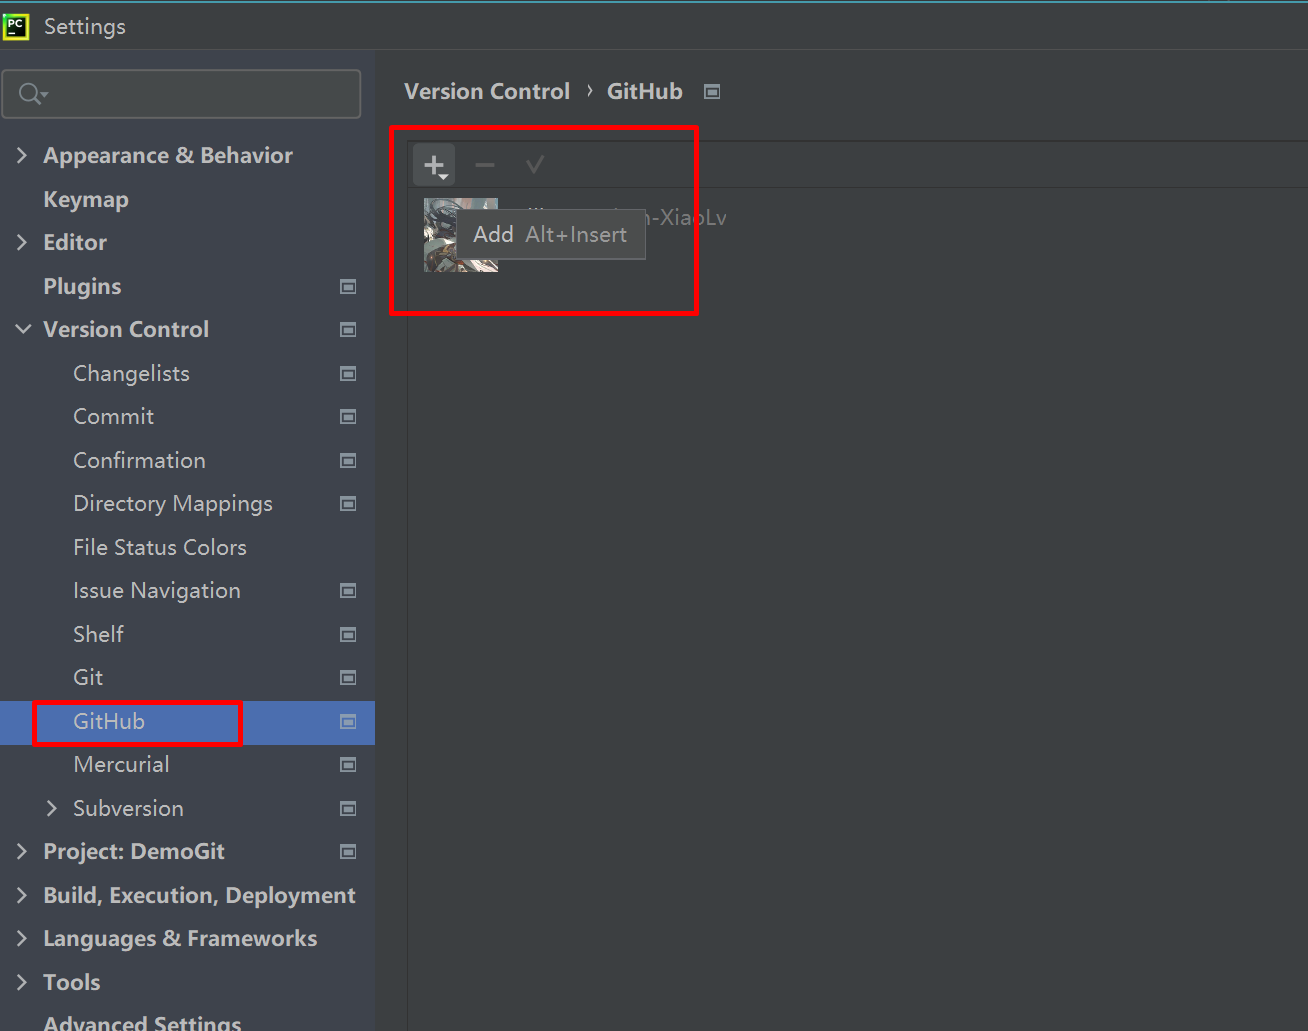 PC
Settings
Version Control › GitHub
Add Alt+Insert
-XiaoLv
Appearance & Behavior
Keymap
Editor
Plugins
Version Control
Changelists
Commit
Confirmation
Directory Mappings
File Status Colors
Issue Navigation
Shelf
Git
GitHub
Mercurial
Subversion
Project: DemoGit
Build, Execution, Deployment
Languages & Frameworks
Tools
Advanced Settings